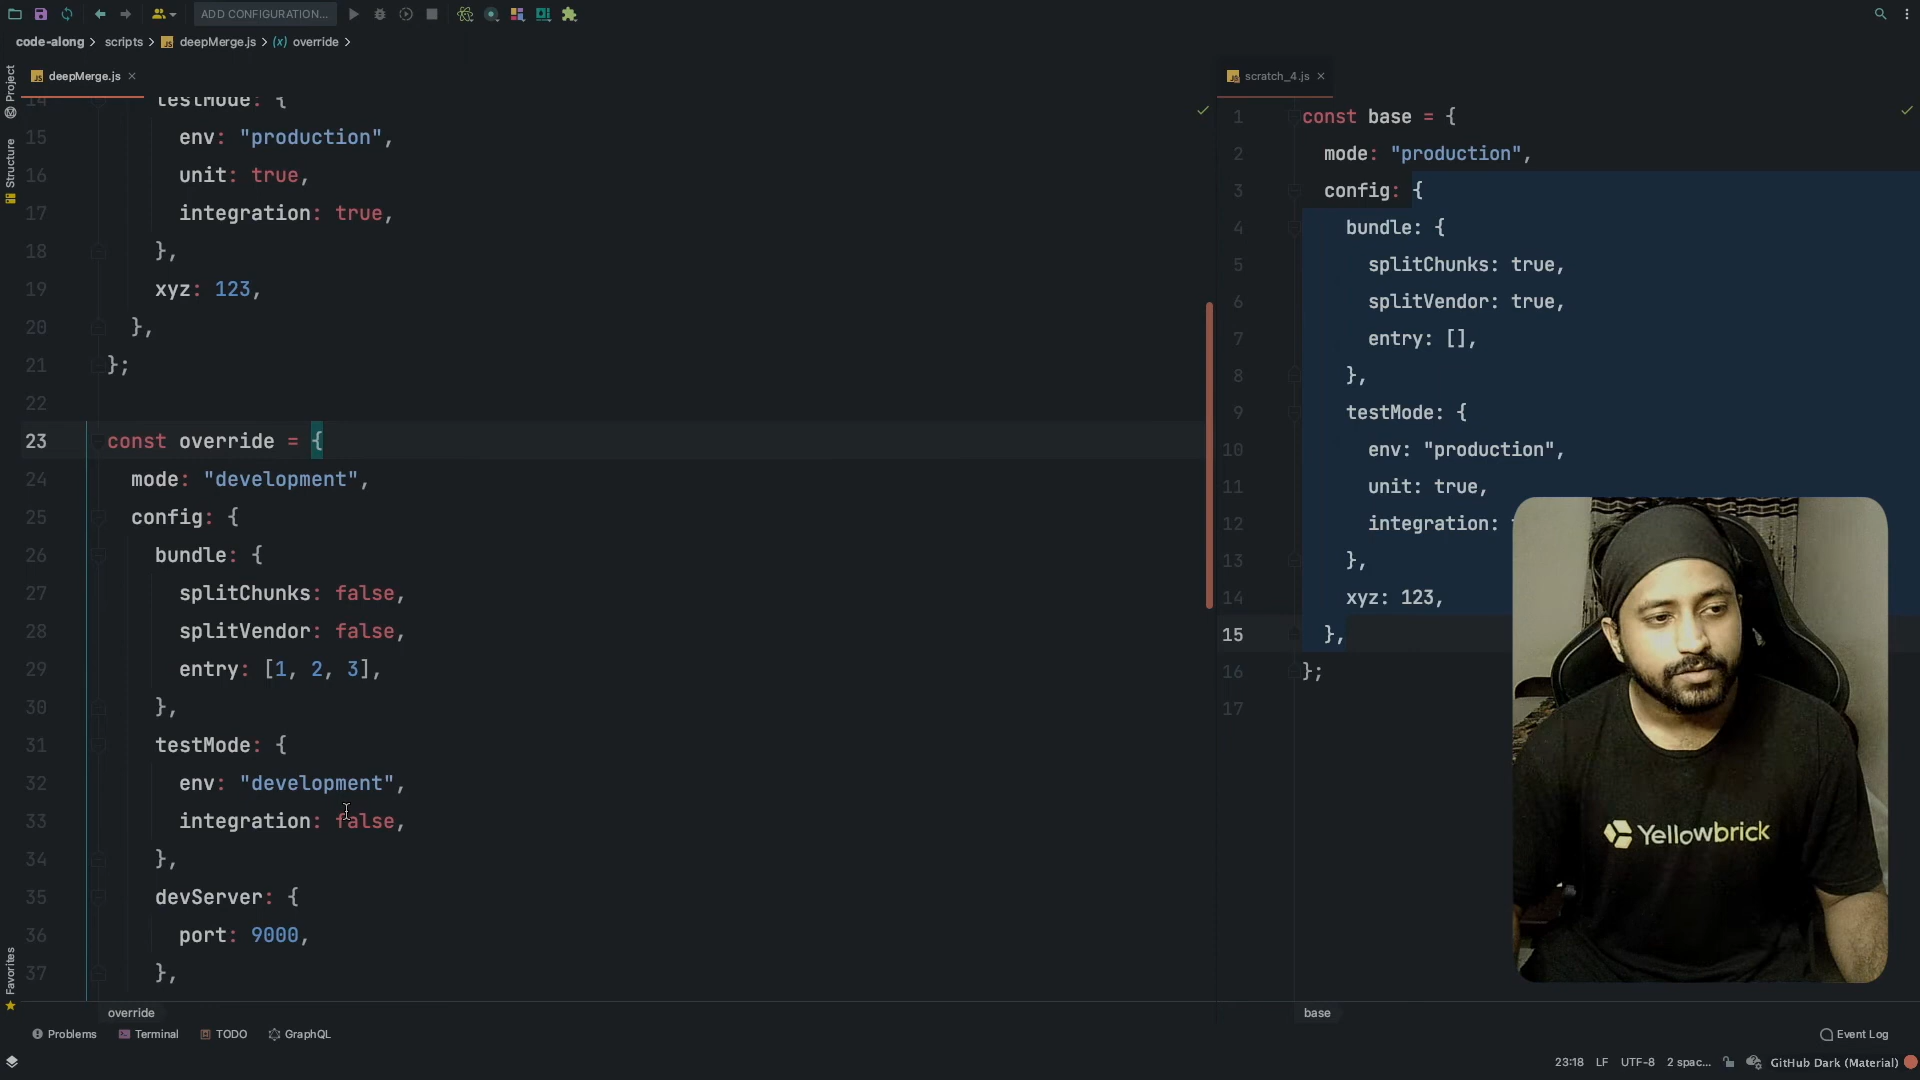 ADD CONFIGURATION...
code-along
scripts
deepMerge.js
(x) override
Project
Structure
Favorites
deepMerge.js
14 testMode: {
15 env: "production",
16 unit: true,
17 integration: true,
18 },
19 xyz: 123,
20 },
21 };
22
23 const override = {
24 mode: "development",
25 config: {
26 bundle: {
27 splitChunks: false,
28 splitVendor: false,
29 entry: [1, 2, 3],
30 },
31 testMode: {
32 env: "development",
33 integration: false,
34 },
35 devServer: {
36 port: 9000,
37 },
override
scratch_4.js
1 const base = {
2 mode: "production",
3 config: {
4 bundle: {
5 splitChunks: true,
6 splitVendor: true,
7 entry: [],
8 },
9 testMode: {
10 env: "production",
11 unit: true,
12 integration:
13 },
14 xyz: 123,
15 },
16 };
17
base
Yellowbrick
Problems
Terminal
TODO
GraphQL
Event Log
23:18 LF UTF-8 2 spac... GitHub Dark (Material)